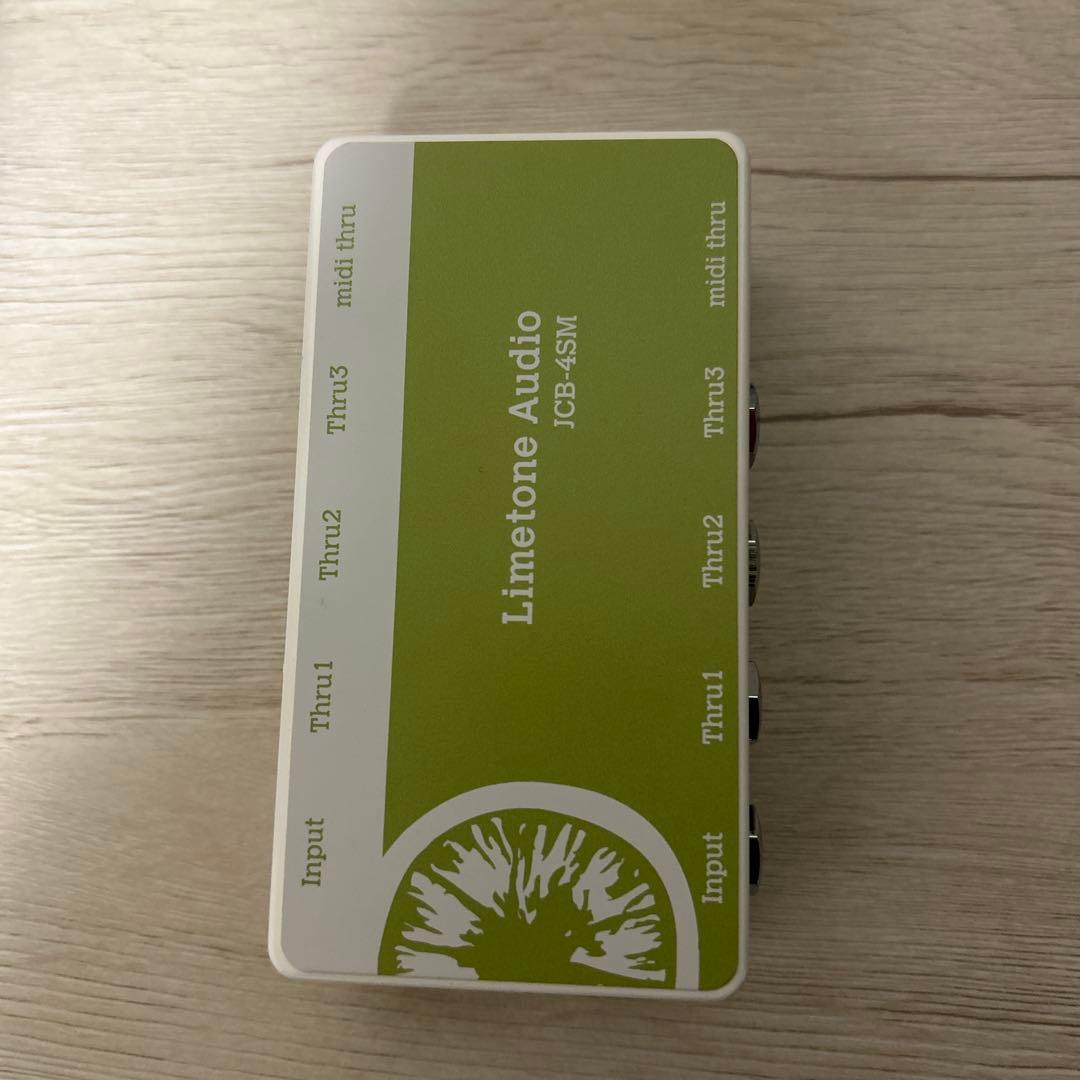 Input Thru1 Thru2 Thru3 midi thru
Limetone Audio
JCB-4SM
Input Thru1 Thru2 Thru3 midi thru